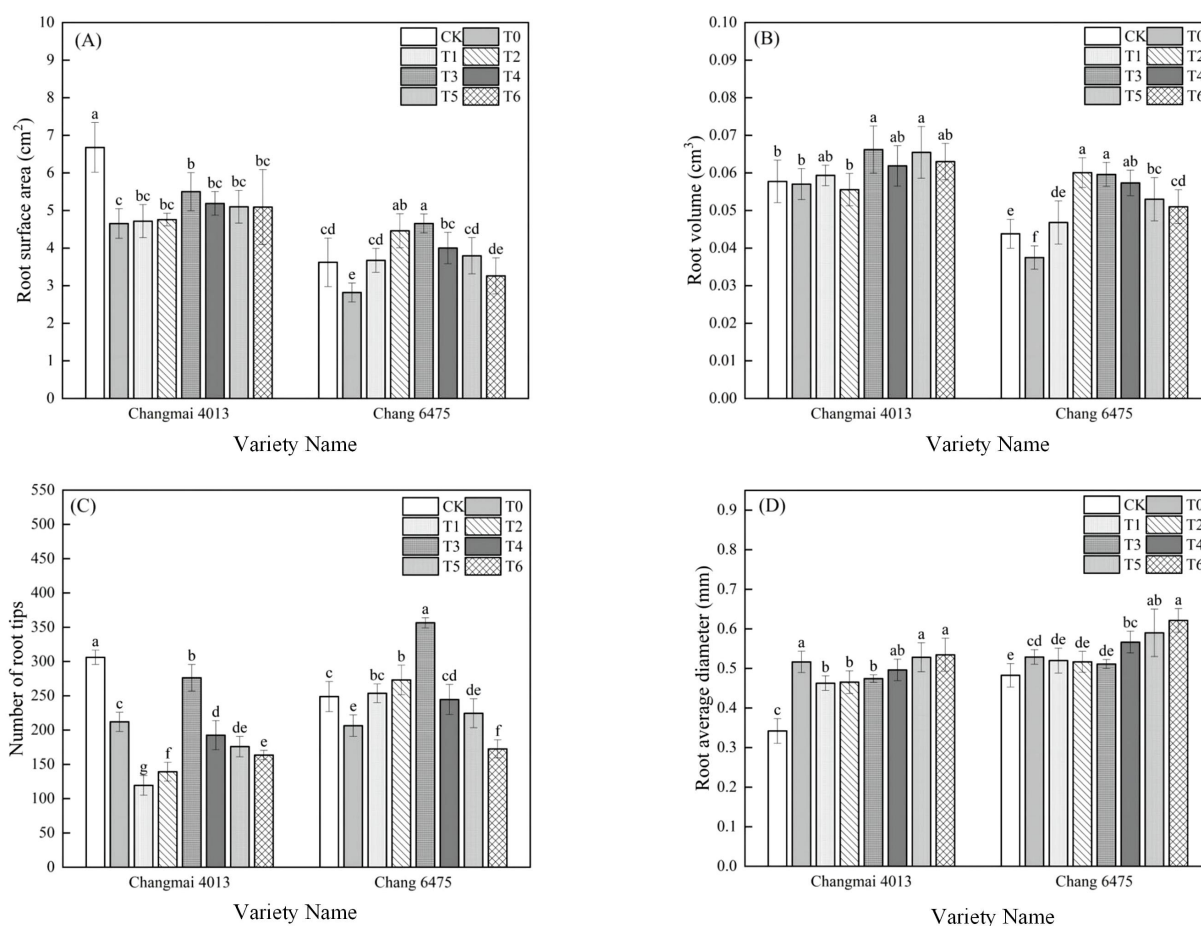 (A)
CK T0
T1 T2
T3 T4
T5 T6
10
9
8
7
6
5
4
3
2
1
0
Root surface area (cm²)
a
c
bc
bc
b
bc
bc
bc
cd
e
cd
ab
a
bc
cd
de
Changmai 4013 Chang 6475
Variety Name
(B)
CK T0
T1 T2
T3 T4
T5 T6
0.10
0.09
0.08
0.07
0.06
0.05
0.04
0.03
0.02
0.01
0.00
Root volume (cm³)
b
b
ab
b
a
ab
a
ab
e
f
de
a
a
ab
bc
cd
Changmai 4013 Chang 6475
Variety Name
(C)
CK T0
T1 T2
T3 T4
T5 T6
550
500
450
400
350
300
250
200
150
100
50
0
Number of root tips
a
c
g
f
b
d
de
e
c
e
bc
b
a
cd
de
f
Changmai 4013 Chang 6475
Variety Name
(D)
CK T0
T1 T2
T3 T4
T5 T6
0.9
0.8
0.7
0.6
0.5
0.4
0.3
0.2
0.1
0.0
Root average diameter (mm)
c
a
b
b
b
ab
a
a
e
cd
de
de
de
bc
ab
a
Changmai 4013 Chang 6475
Variety Name